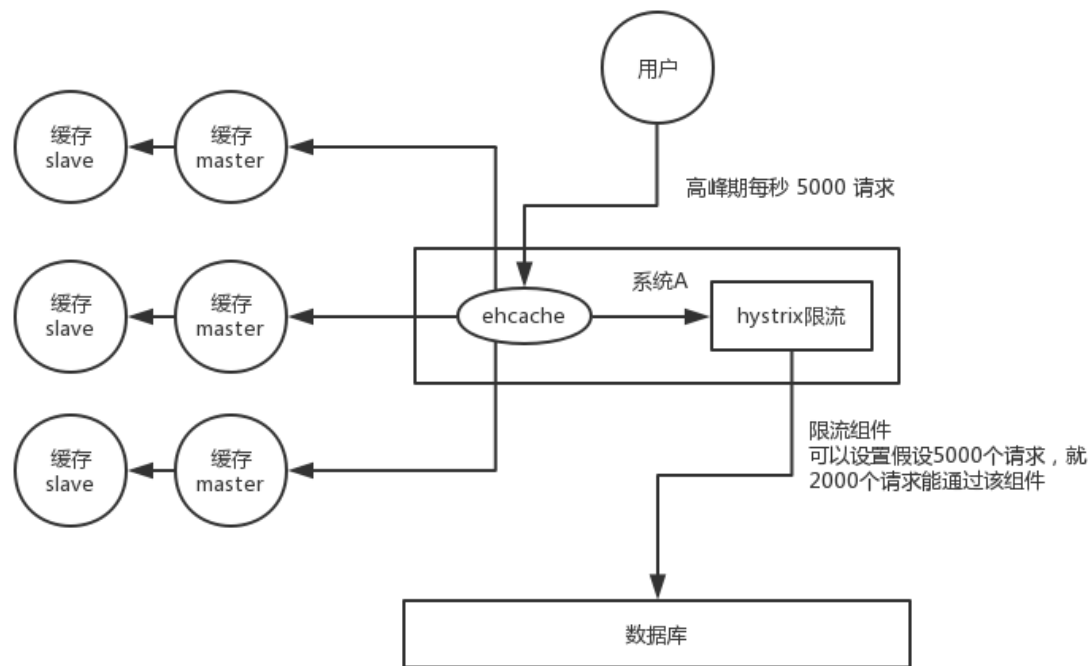 用户
高峰期每秒 5000 请求
缓存
slave
缓存
master
缓存
slave
缓存
master
缓存
slave
缓存
master
系统A
ehcache
hystrix限流
限流组件
可以设置假设5000个请求，就
2000个请求能通过该组件
数据库